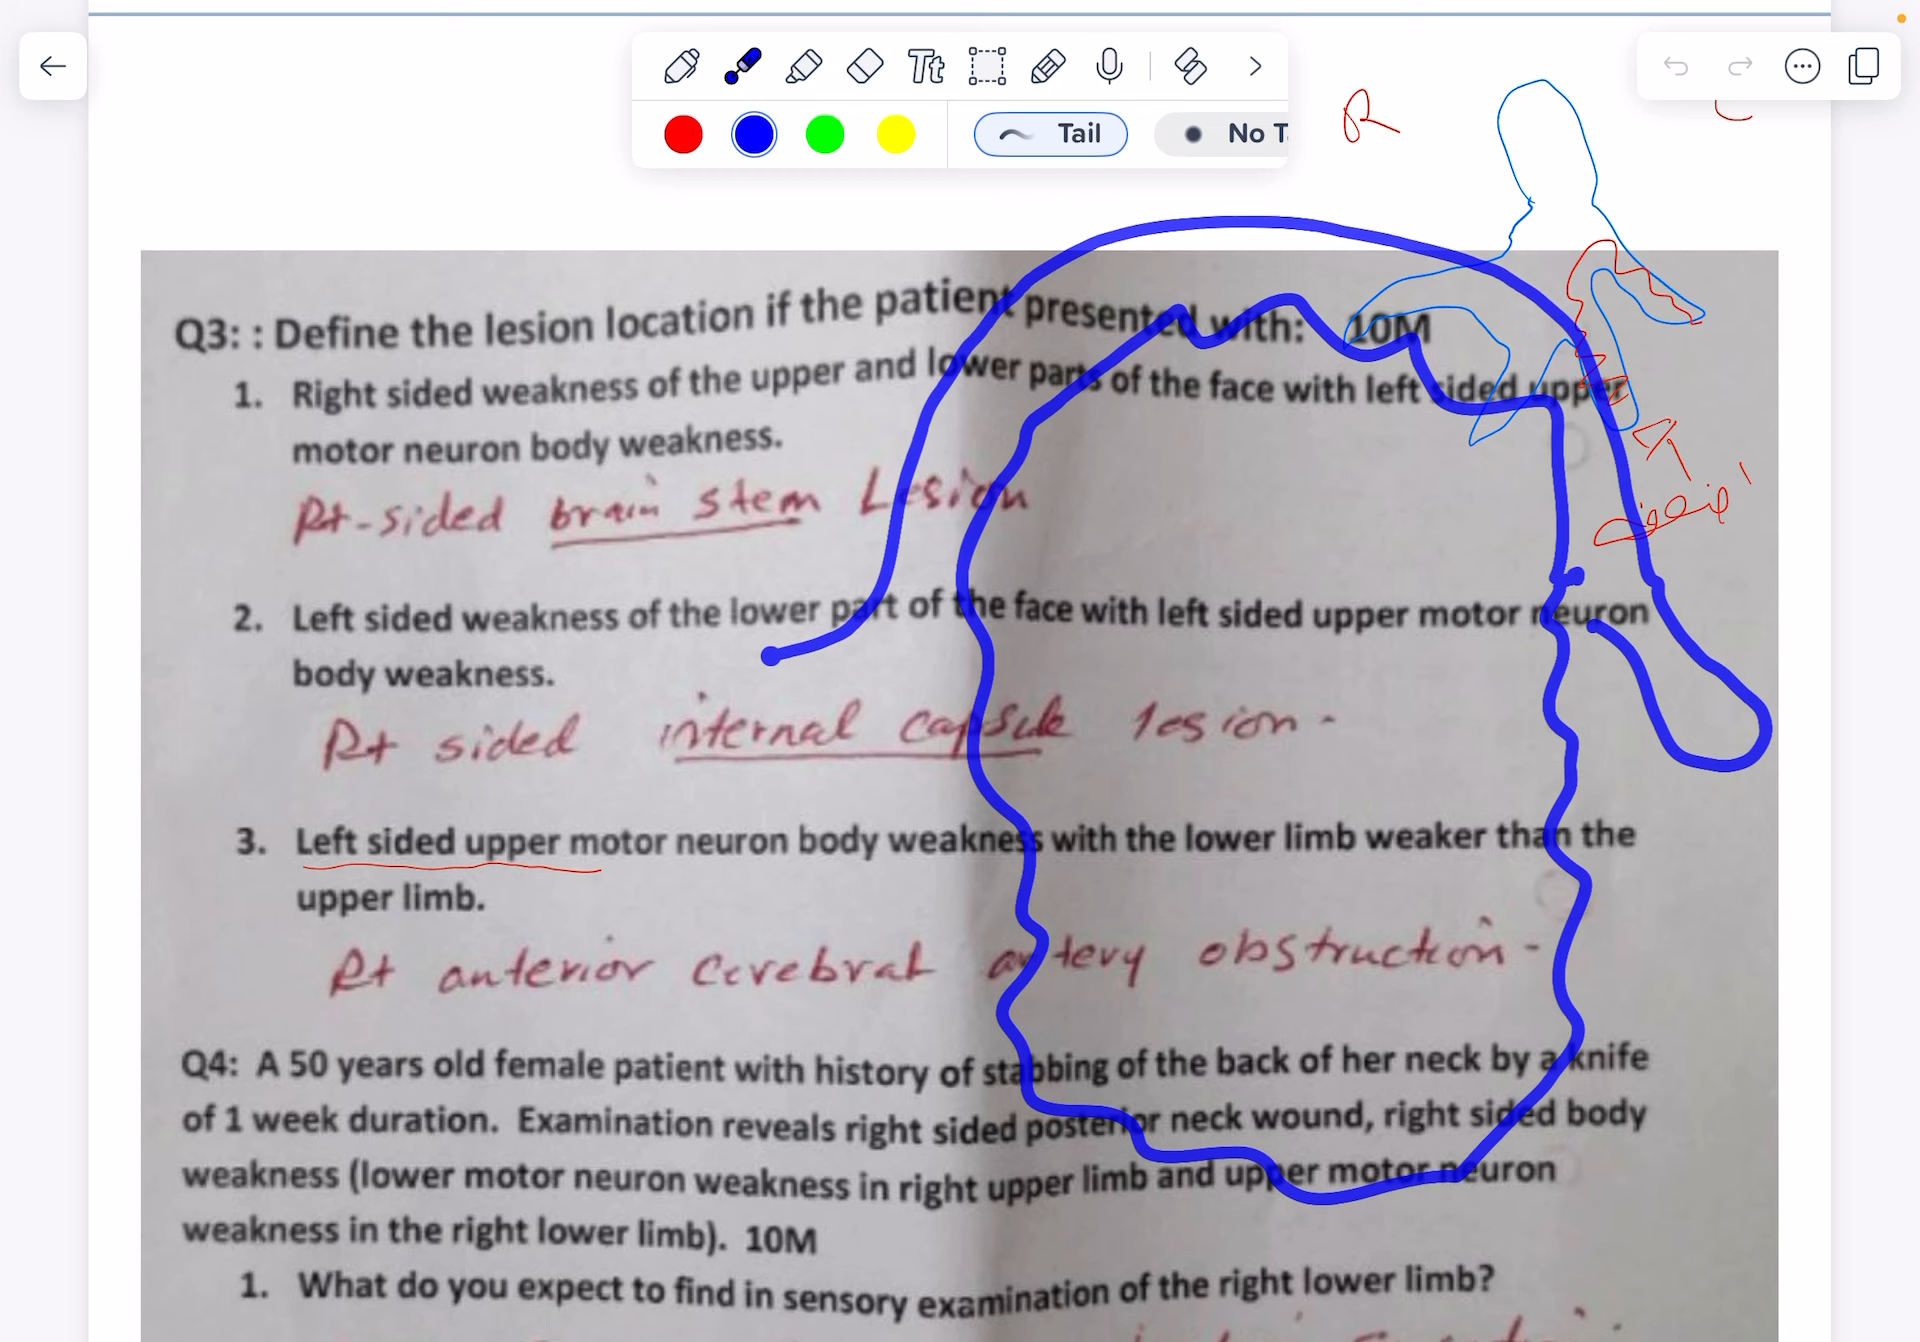 Tt
Tail
No T
R
Q3: : Define the lesion location if the patient presented with: 10M
1. Right sided weakness of the upper and lower parts of the face with left sided upper
motor neuron body weakness.
Rt-sided brain stem Lesion
2. Left sided weakness of the lower part of the face with left sided upper motor neuron
body weakness.
Rt sided internal capsule lesion-
3. Left sided upper motor neuron body weakness with the lower limb weaker than the
upper limb.
Rt anterior cerebral artery obstruction-
Q4: A 50 years old female patient with history of stabbing of the back of her neck by a knife
of 1 week duration. Examination reveals right sided posterior neck wound, right sided body
weakness (lower motor neuron weakness in right upper limb and upper motor neuron
weakness in the right lower limb). 10M
1. What do you expect to find in sensory examination of the right lower limb?